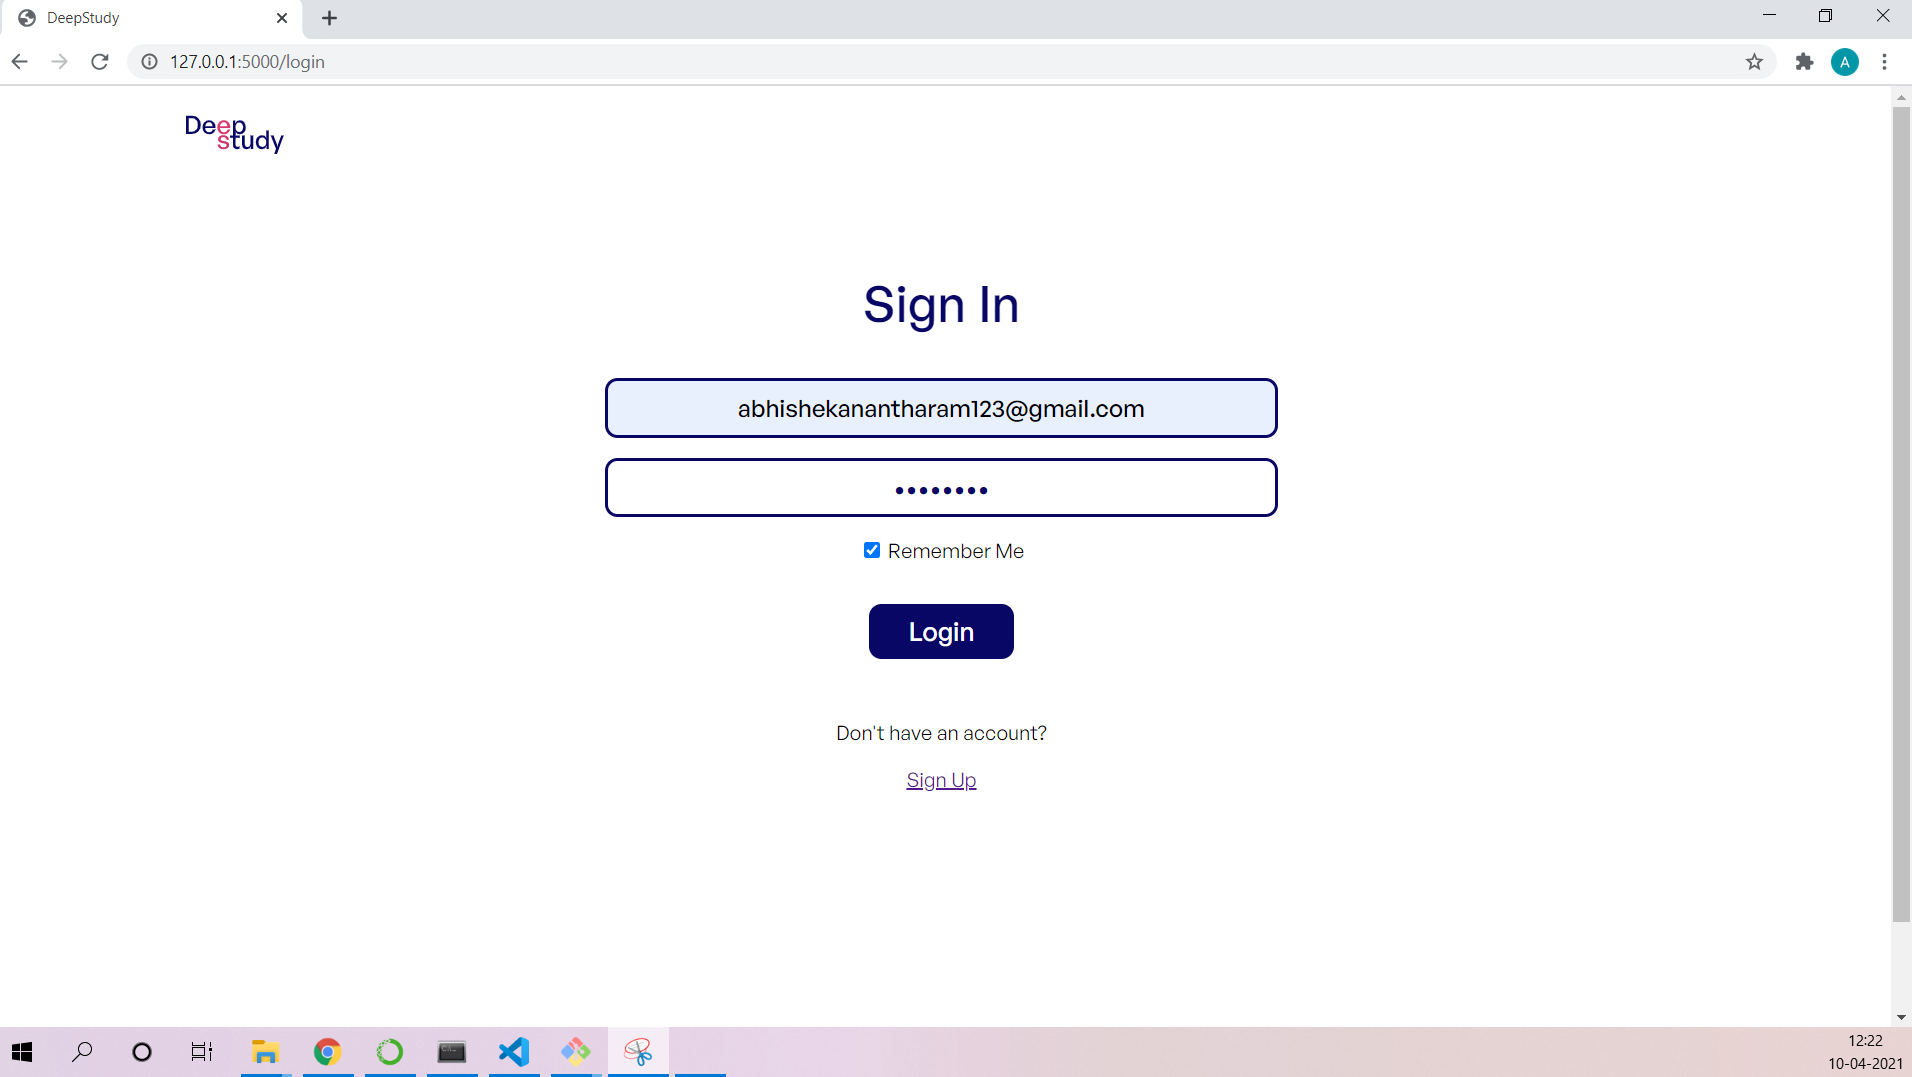 DeepStudy
127.0.0.1:5000/login
A
Deep
study
Sign In
abhishekanantharam123@gmail.com
••••••••
Remember Me
Login
Don't have an account?
Sign Up
12:22
10-04-2021